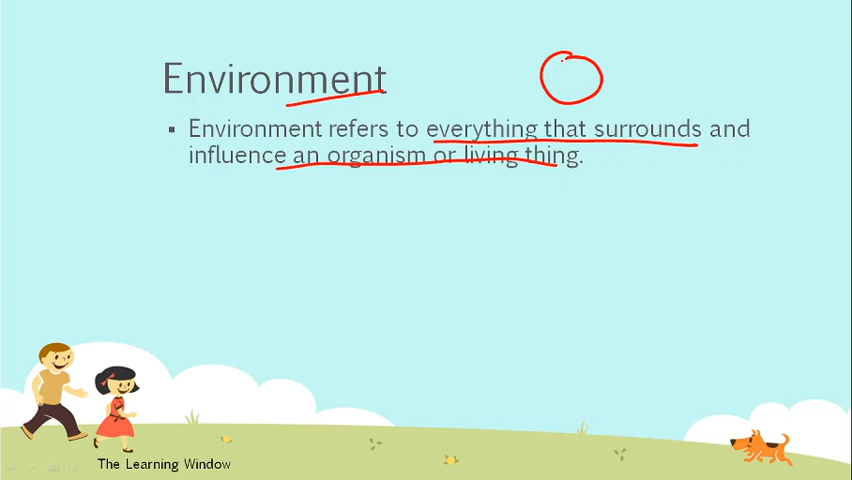 Environment
▪ Environment refers to everything that surrounds and
influence an organism or living thing.
The Learning Window